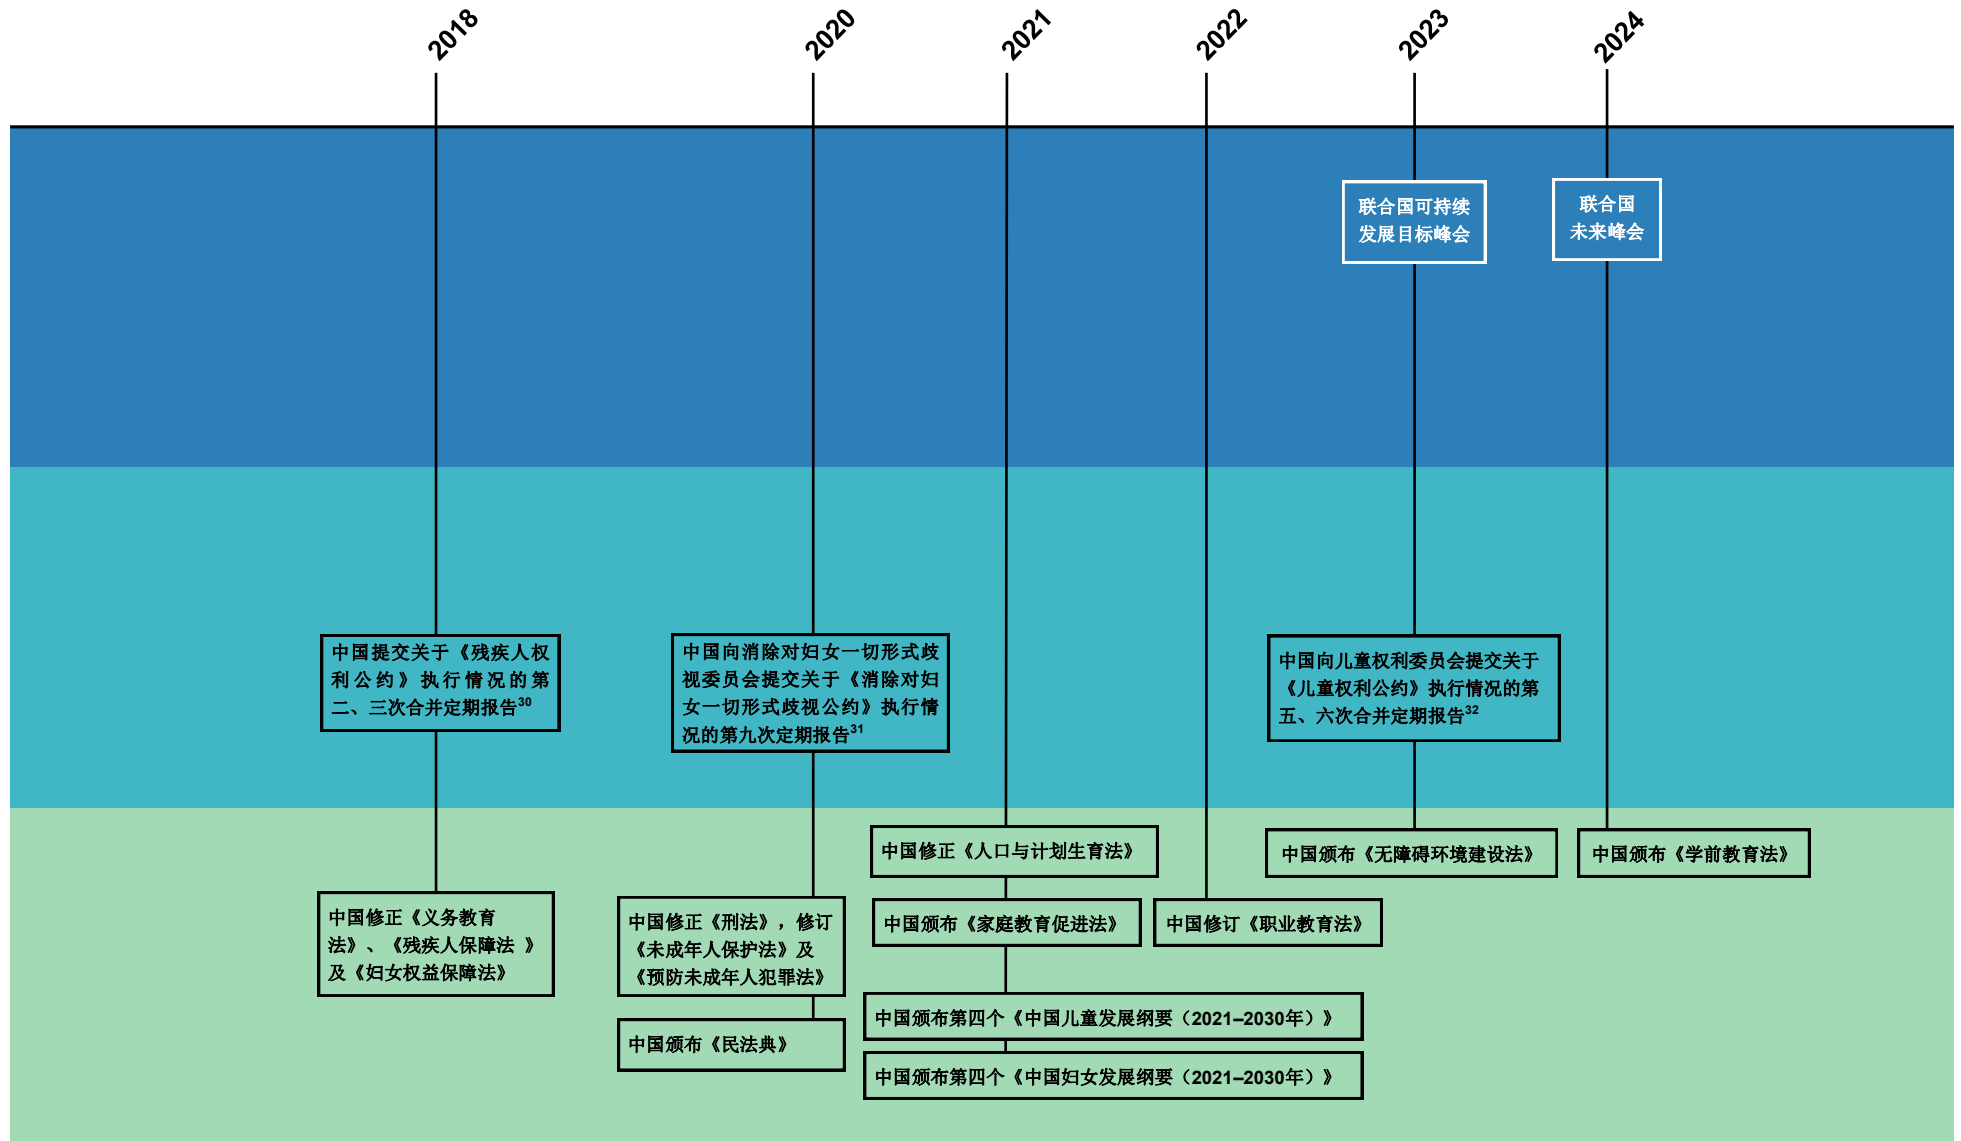 2018
2020
2021
2022
2023
2024
联合国可持续
发展目标峰会
联合国
未来峰会
中国提交关于《残疾人权
利公约》执行情况的第
二、三次合并定期报告30
中国向消除对妇女一切形式歧
视委员会提交关于《消除对妇
女一切形式歧视公约》执行情
况的第九次定期报告31
中国向儿童权利委员会提交关于
《儿童权利公约》执行情况的第
五、六次合并定期报告32
中国修正《义务教育
法》、《残疾人保障法 》
及《妇女权益保障法》
中国修正《刑法》，修订
《未成年人保护法》及
《预防未成年人犯罪法》
中国颁布《民法典》
中国修正《人口与计划生育法》
中国颁布《家庭教育促进法》
中国颁布第四个《中国儿童发展纲要（2021–2030年）》
中国颁布第四个《中国妇女发展纲要（2021–2030年）》
中国修订《职业教育法》
中国颁布《无障碍环境建设法》
中国颁布《学前教育法》